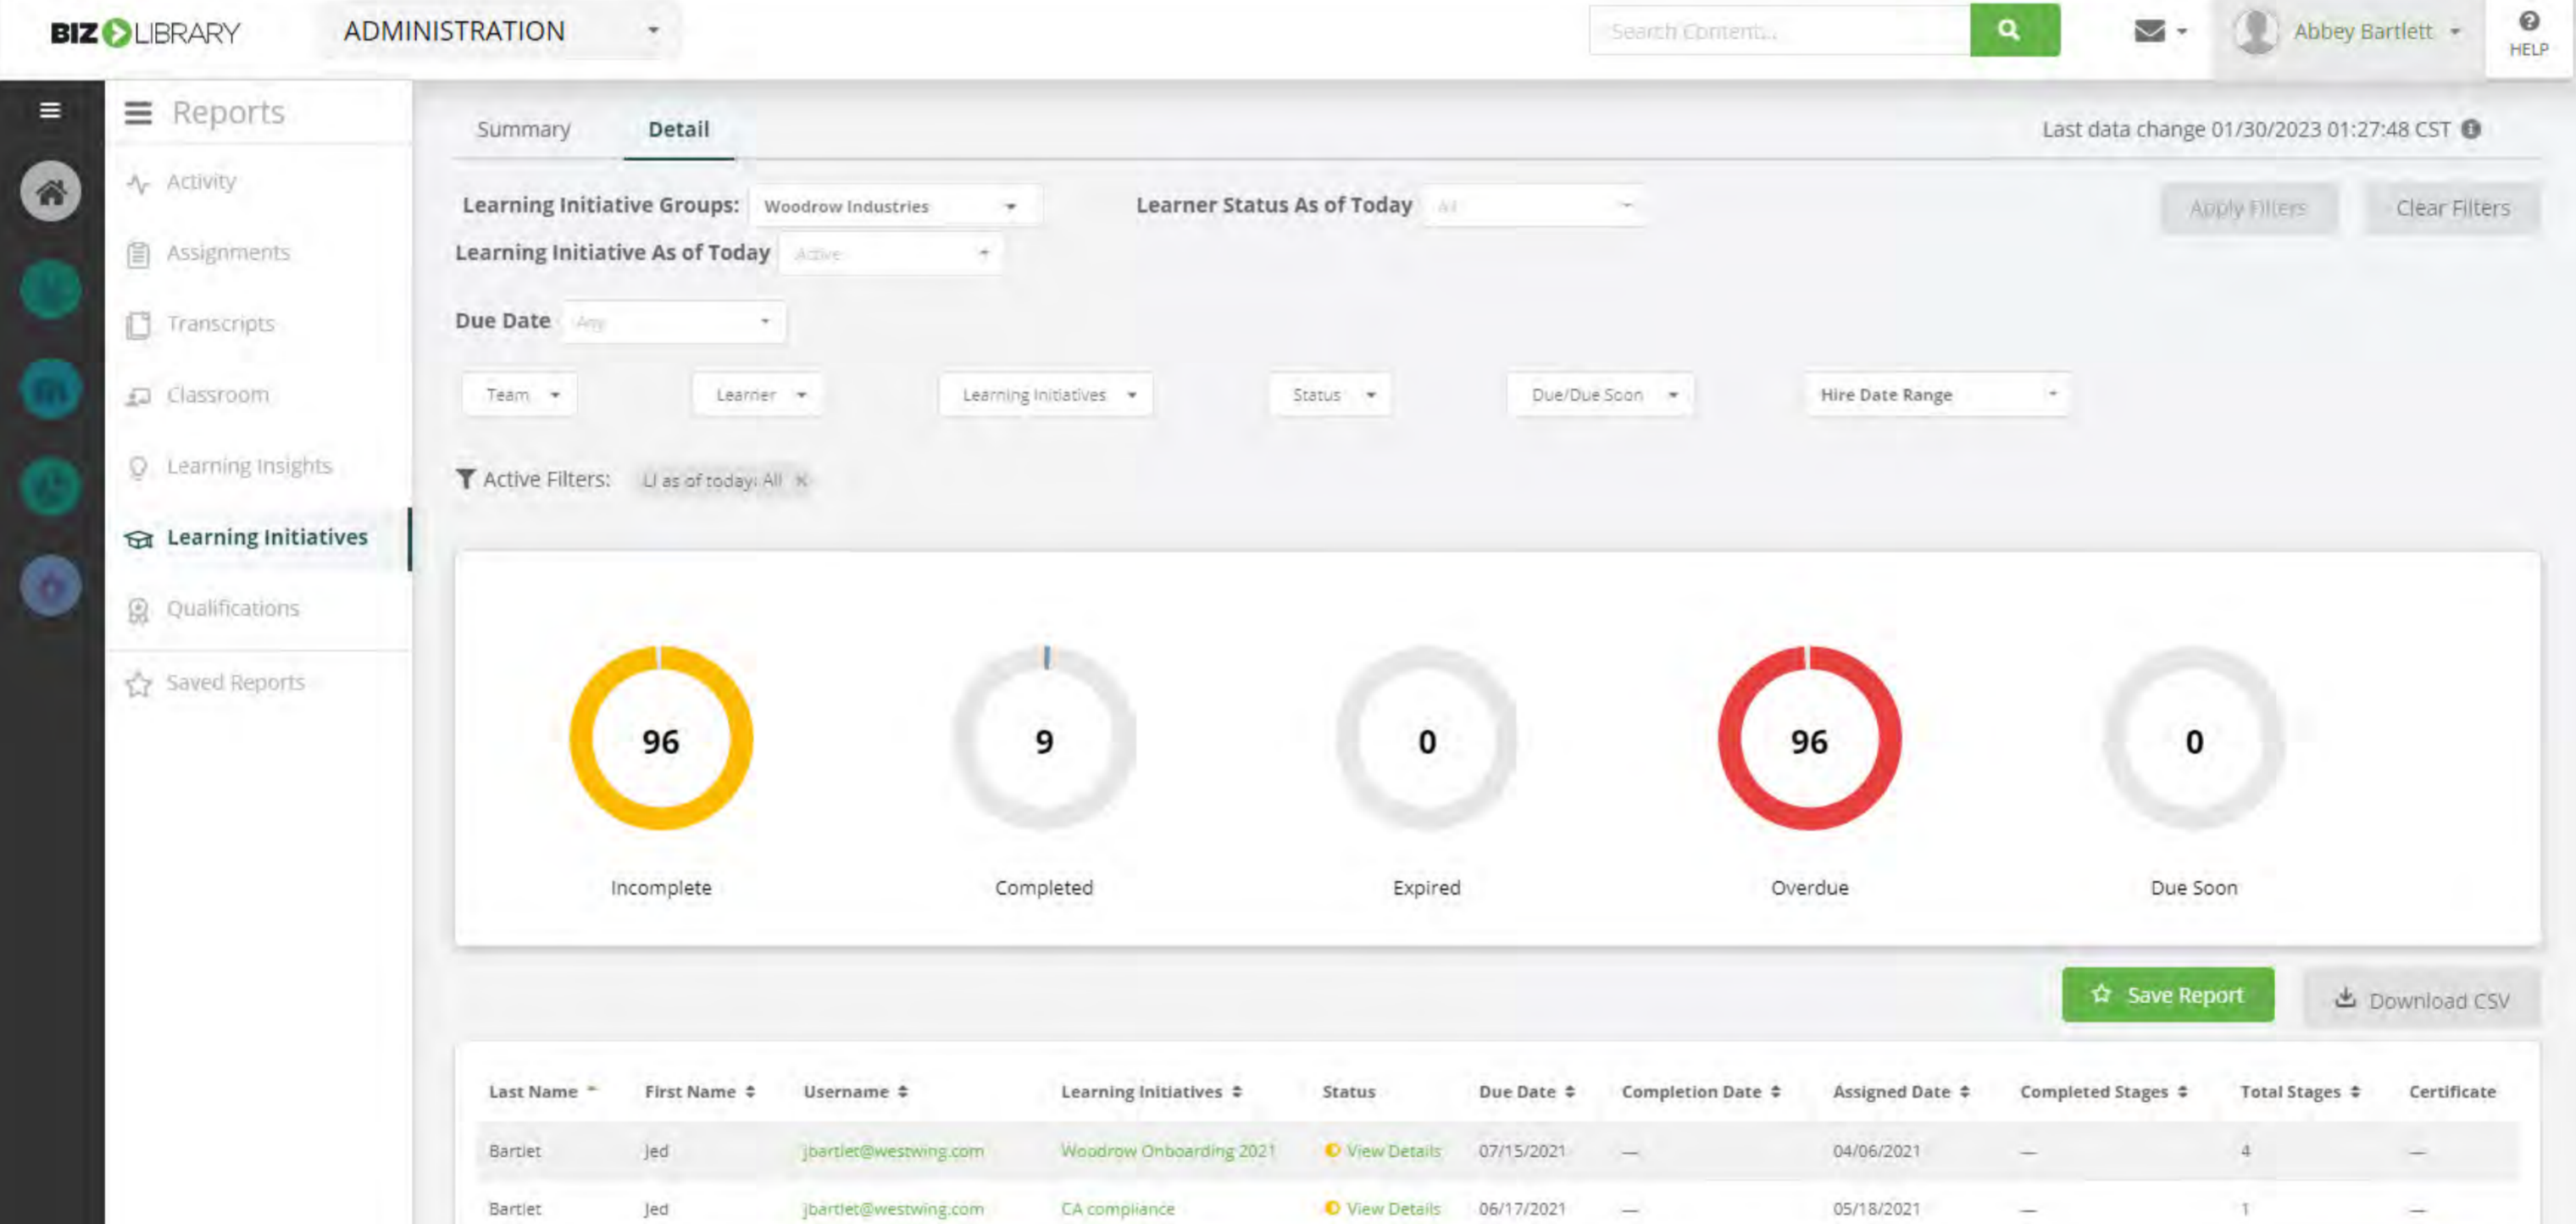 BIZ LIBRARY
ADMINISTRATION
Search Content...
Abbey Bartlett
HELP
Reports
Activity
Assignments
Transcripts
Classroom
Learning Insights
Learning Initiatives
Qualifications
Saved Reports
Summary Detail
Last data change 01/30/2023 01:27:48 CST
Learning Initiative Groups: Woodrow Industries Learner Status As of Today All
Apply Filters Clear Filters
Learning Initiative As of Today Active
Due Date Any
Team Learner Learning Initiatives Status Due/Due Soon Hire Date Range
Active Filters: LI as of today: All ×
96 9 0 96 0
Incomplete Completed Expired Overdue Due Soon
Save Report Download CSV
Last Name First Name Username Learning Initiatives Status Due Date Completion Date Assigned Date Completed Stages Total Stages Certificate
Bartlet Jed jbartlet@westwing.com Woodrow Onboarding 2021 View Details 07/15/2021 — 04/06/2021 — 4 —
Bartlet Jed jbartlet@westwing.com CA compliance View Details 06/17/2021 — 05/18/2021 — 1 —